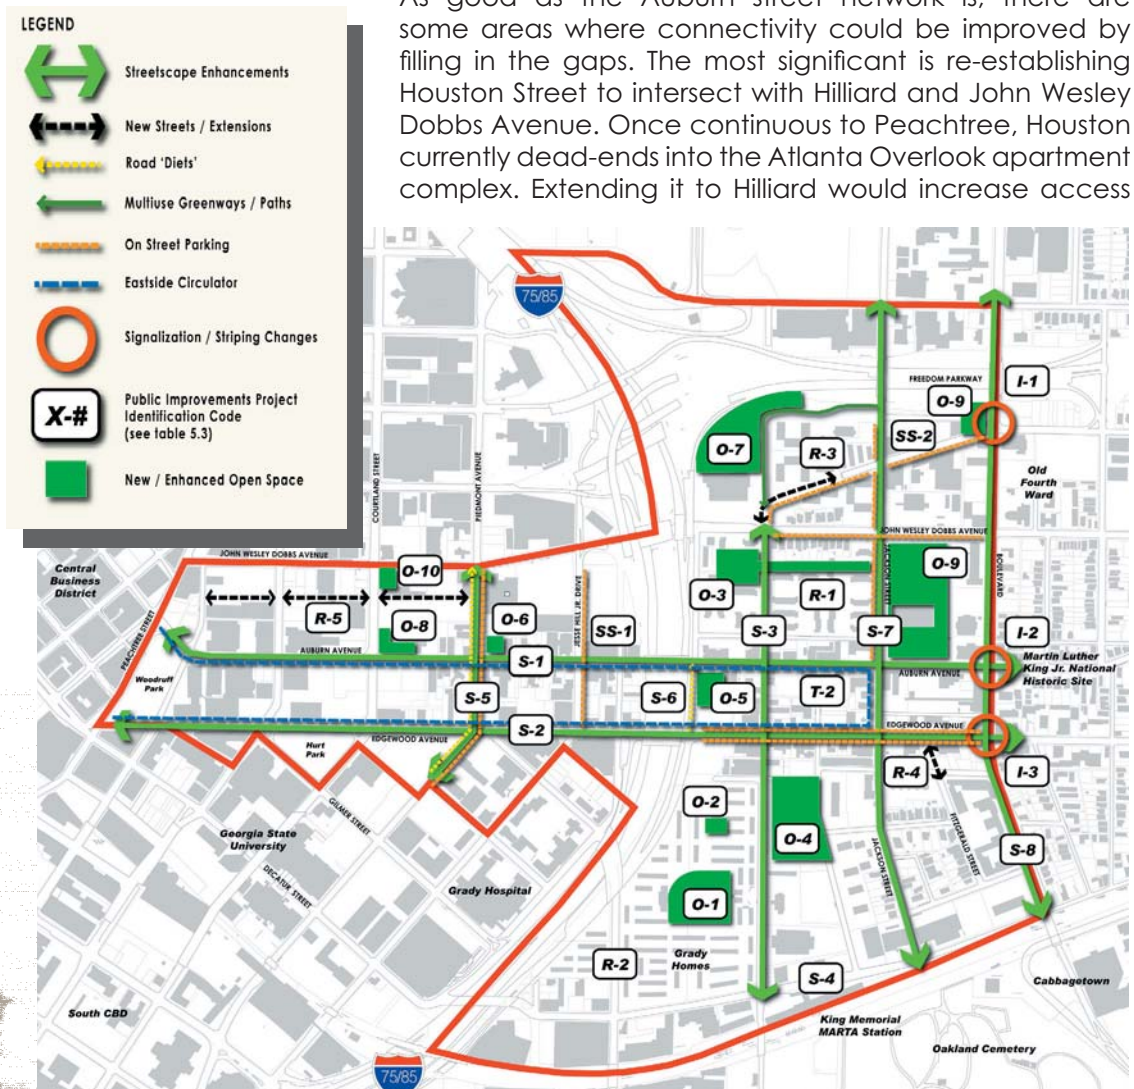 LEGEND
Streetscape Enhancements
New Streets / Extensions
Road 'Diets'
Multiuse Greenways / Paths
On Street Parking
Eastside Circulator
Signalization / Striping Changes
X-#
Public Improvements Project
Identification Code
(see table 5.3)
New / Enhanced Open Space
As good as the Auburn street network is, there are
some areas where connectivity could be improved by
filling in the gaps. The most significant is re-establishing
Houston Street to intersect with Hilliard and John Wesley
Dobbs Avenue. Once continuous to Peachtree, Houston
currently dead-ends into the Atlanta Overlook apartment
complex. Extending it to Hilliard would increase access
75/85
FREEDOM PARKWAY
I-1
O-9
SS-2
O-7
R-3
COURTLAND STREET
PIEDMONT AVENUE
Old
Fourth
Ward
JOHN WESLEY DOBBS AVENUE
JOHN WESLEY DOBBS AVENUE
Central
Business
District
O-10
O-9
JACKSON STREET
BOULEVARD
JESSE HILL JR. DRIVE
O-3
R-1
R-5
O-8
O-6
SS-1
S-3
S-7
I-2
PEACHTREE STREET
AUBURN AVENUE
S-1
Martin Luther
King Jr. National
Historic Site
AUBURN AVENUE
Woodruff
Park
S-5
S-6
O-5
T-2
S-2
EDGEWOOD AVENUE
EDGEWOOD AVENUE
Hurt
Park
R-4
I-3
GILMER STREET
O-2
Georgia State
University
O-4
FITZGERALD STREET
S-8
JACKSON STREET
DECATUR STREET
Grady Hospital
O-1
Grady
Homes
R-2
S-4
Cabbagetown
South CBD
King Memorial
MARTA Station
Oakland Cemetery
75/85